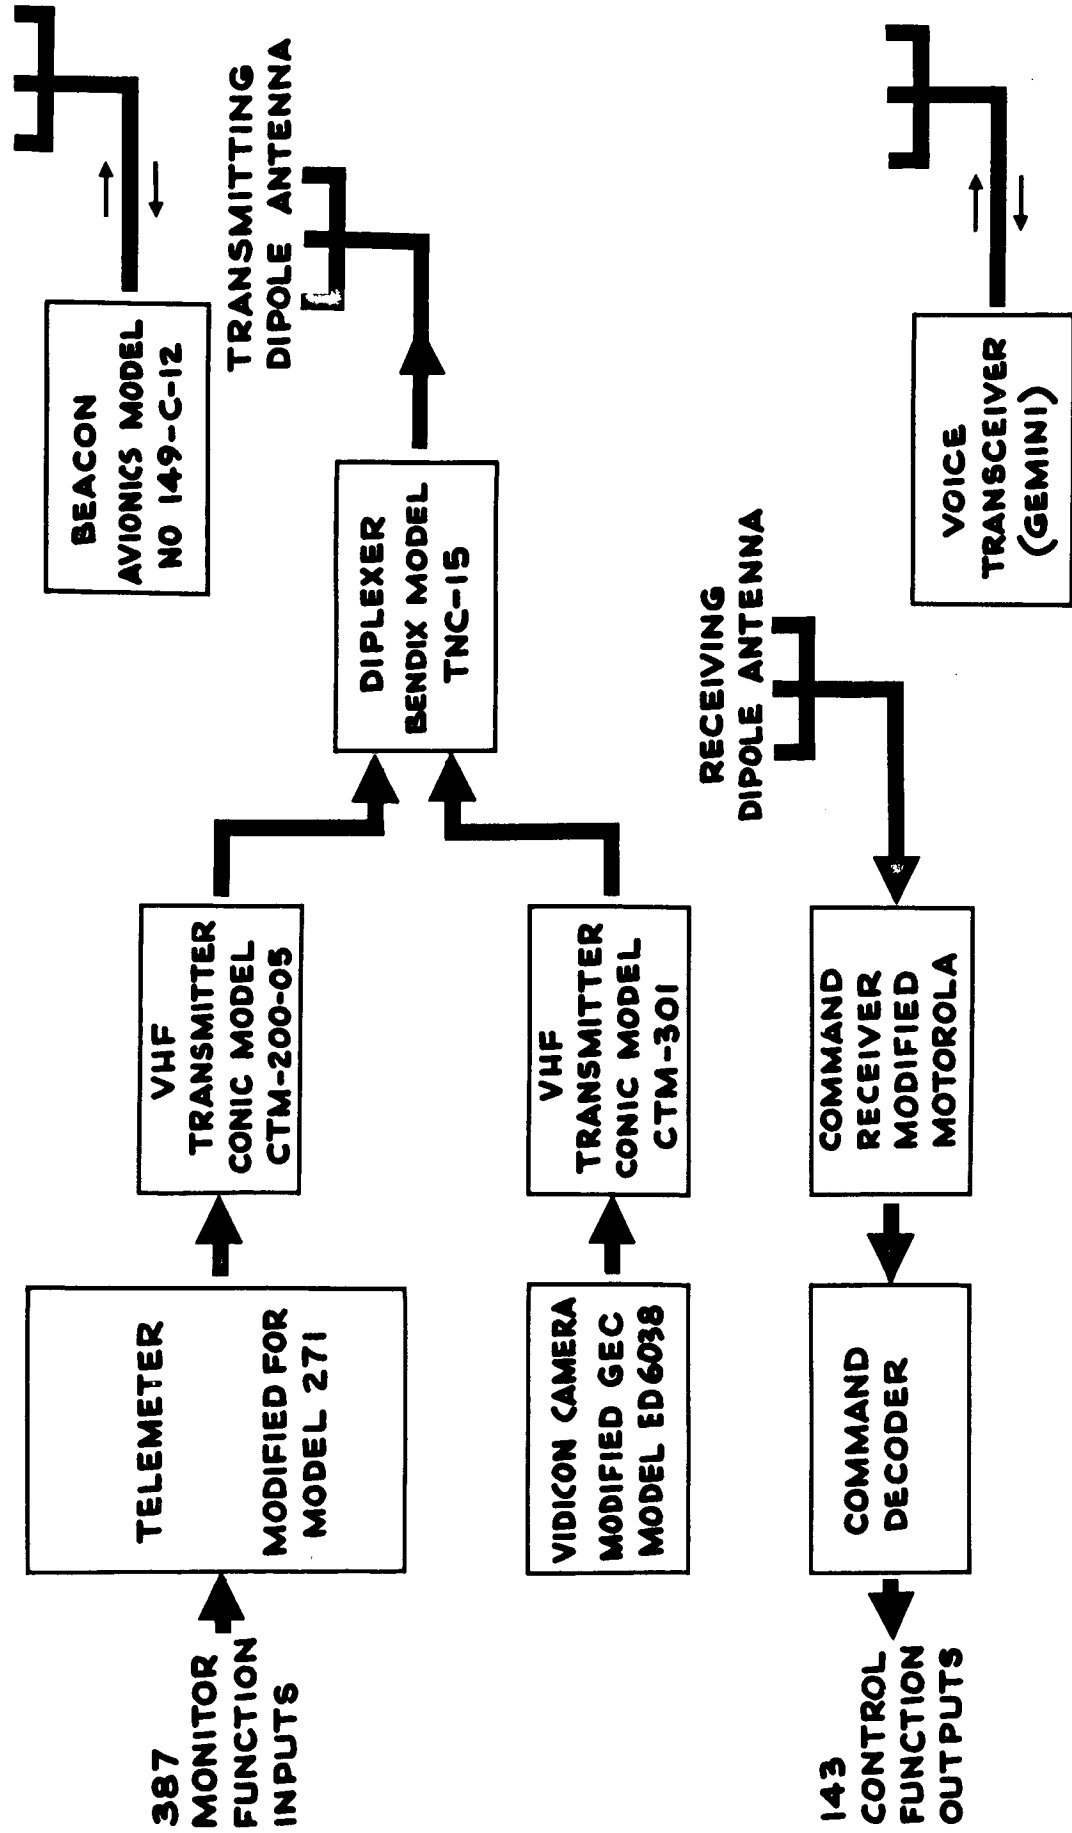 387
MONITOR
FUNCTION
INPUTS
TELEMETER
MODIFIED FOR
MODEL 271
VHF
TRANSMITTER
CONIC MODEL
CTM-200-05
BEACON
AVIONICS MODEL
NO 149-C-12
TRANSMITTING
DIPOLE ANTENNA
DIPLEXER
BENDIX MODEL
TNC-15
VIDICON CAMERA
MODIFIED GEC
MODEL ED6038
VHF
TRANSMITTER
CONIC MODEL
CTM-301
RECEIVING
DIPOLE ANTENNA
143
CONTROL
FUNCTION
OUTPUTS
COMMAND
DECODER
COMMAND
RECEIVER
MODIFIED
MOTOROLA
VOICE
TRANSCEIVER
(GEMINI)